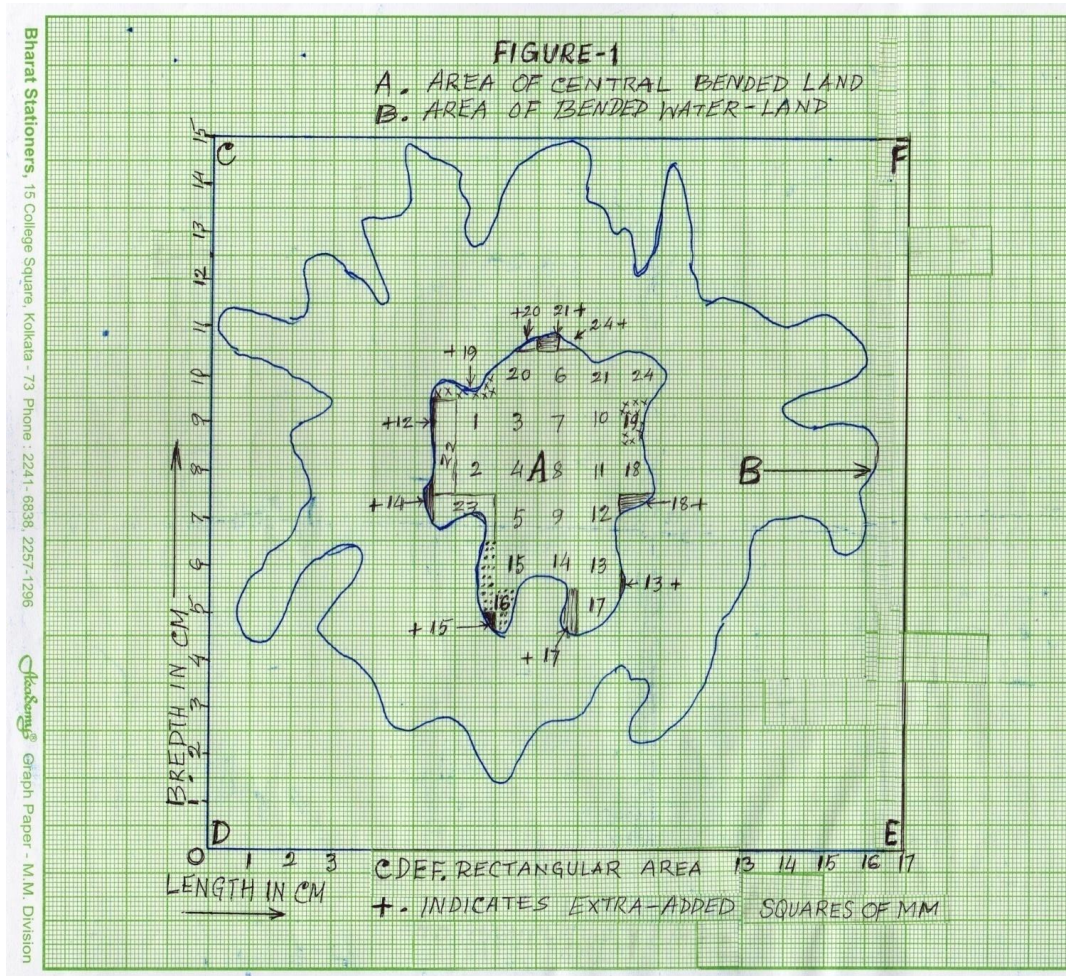 FIGURE-1
A. AREA OF CENTRAL BENDED LAND
B. AREA OF BENDED WATER-LAND
C
F
15
14
13
12
11
10
9
8
7
6
5
4
3
2
1
0
+20 21+
24+
+19
20 6 21 24
+12
1 3 7 10 19
22
2 4 A 8 11 18
B
+14
23
5 9 12
18+
15 14 13
13+
16
17
+15
+17
BREDTH IN CM
D
E
1 2 3
13 14 15 16 17
LENGTH IN CM
CDEF. RECTANGULAR AREA
+. INDICATES EXTRA-ADDED SQUARES OF MM
Bharat Stationers, 15 College Square, Kolkata - 73 Phone : 2241- 6838, 2257-1296
® Graph Paper - M.M. Division